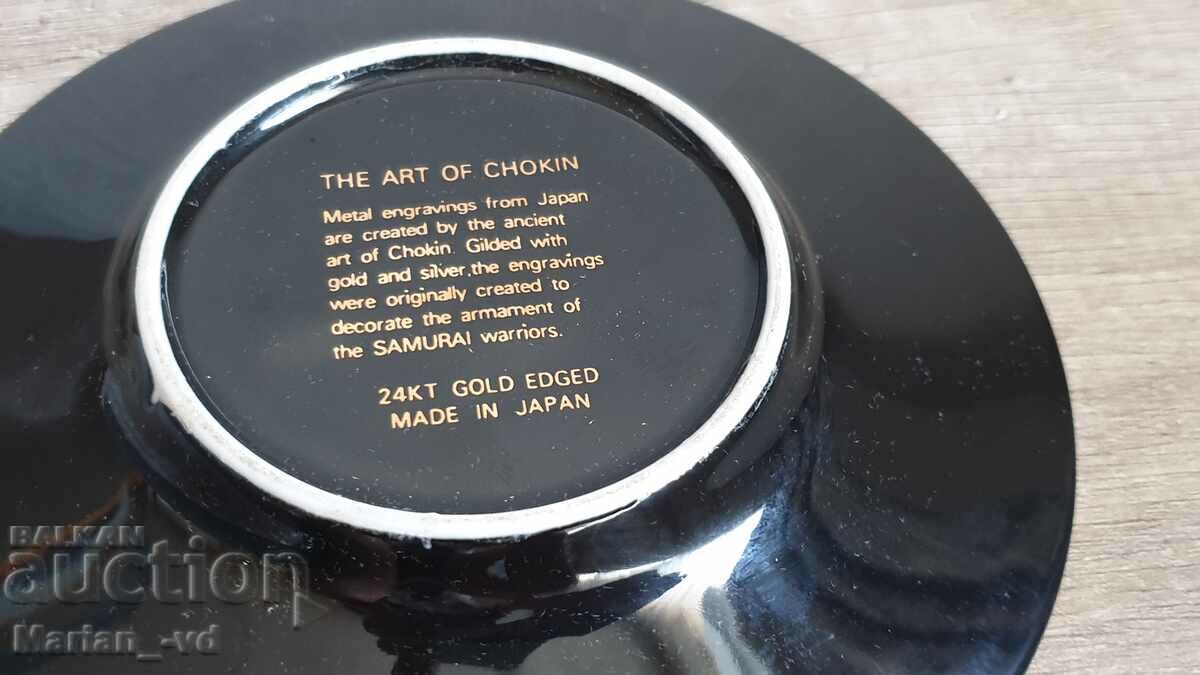 THE ART OF CHOKIN
Metal engravings from Japan
are created by the ancient
art of Chokin. Gilded with
gold and silver,the engravings
were originally created to
decorate the armament of
the SAMURAI warriors.
24KT GOLD EDGED
MADE IN JAPAN
BALKAN
auction
Marian_-vd